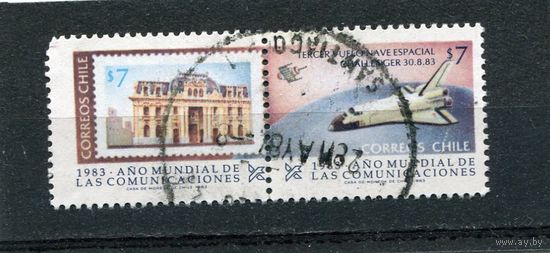 CORREOS CHILE
$7
1983 - AÑO MUNDIAL DE
LAS COMUNICACIONES
CASA DE MONEDA DE CHILE 1983
TERCER VUELO NAVE ESPACIAL
CHALLENGER 30.8.83
$7
CORREOS CHILE
1983 - AÑO MUNDIAL DE
LAS COMUNICACIONES
CASA DE MONEDA DE CHILE 1983
SANTIAGO
MAY
www.ay.by